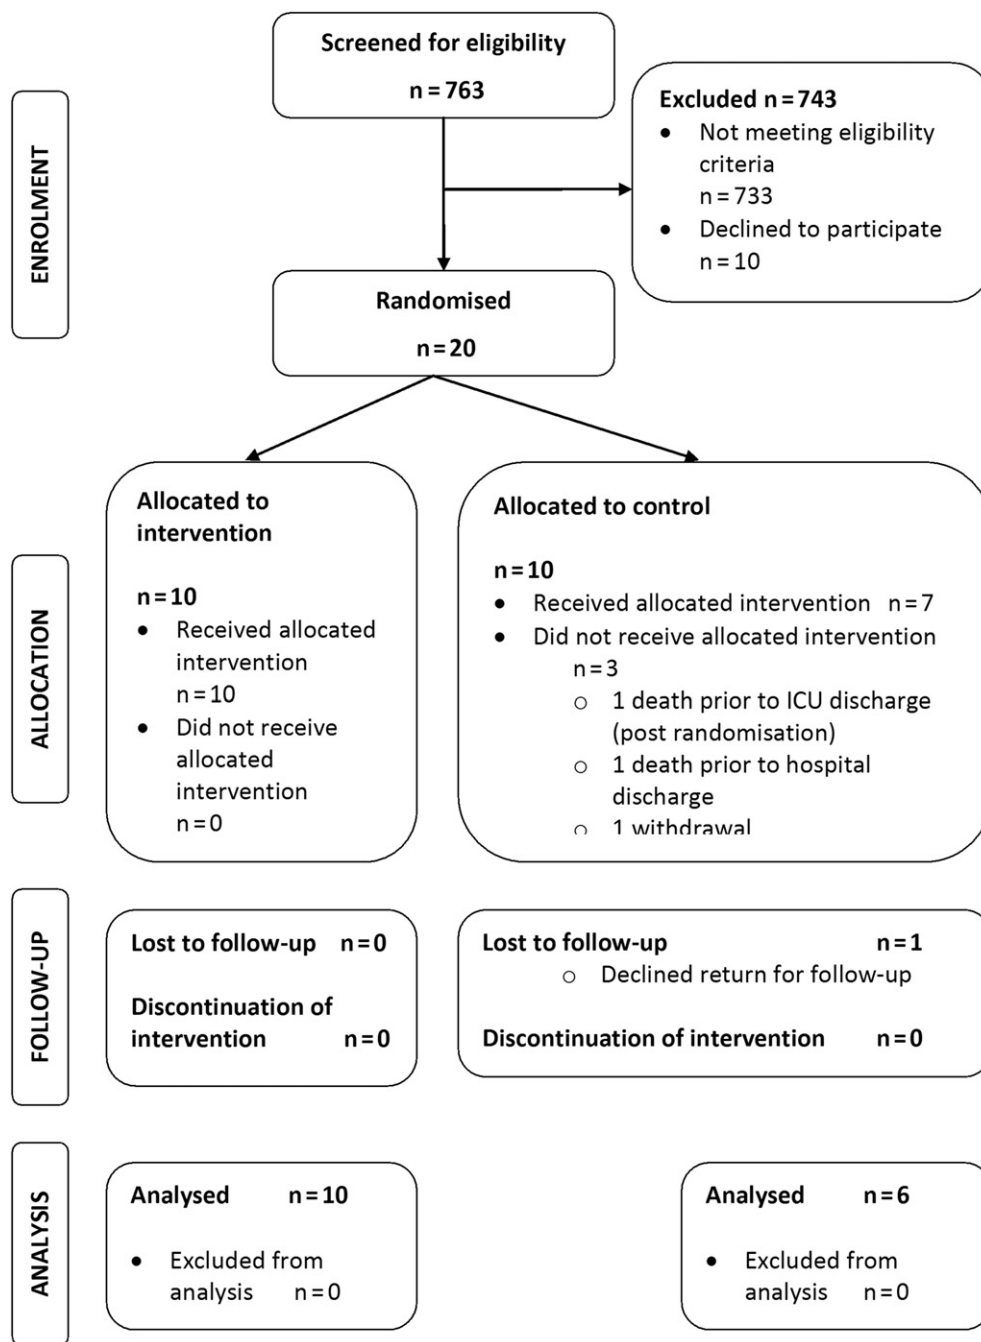 Screened for eligibility
n = 763
Excluded n = 743
• Not meeting eligibility
criteria
n = 733
• Declined to participate
n = 10
ENROLMENT
Randomised
n = 20
Allocated to
intervention
n = 10
• Received allocated
intervention
n = 10
• Did not receive
allocated
intervention
n = 0
Allocated to control
n = 10
• Received allocated intervention n = 7
• Did not receive allocated intervention
n = 3
o 1 death prior to ICU discharge
(post randomisation)
o 1 death prior to hospital
discharge
o 1 withdrawal
ALLOCATION
Lost to follow-up n = 0
Discontinuation of
intervention n = 0
Lost to follow-up n = 1
o Declined return for follow-up
Discontinuation of intervention n = 0
FOLLOW-UP
Analysed n = 10
• Excluded from
analysis n = 0
Analysed n = 6
• Excluded from
analysis n = 0
ANALYSIS